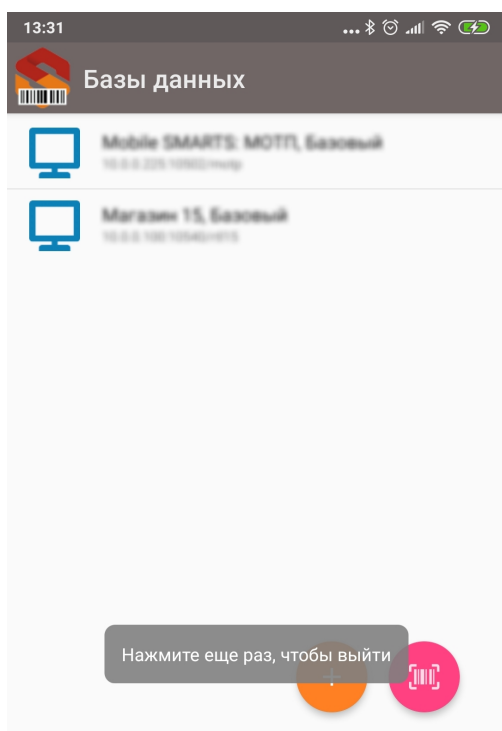 13:31
Базы данных
Mobile SMARTS: МОТП, Базовый
Магазин 15, Базовый
Нажмите еще раз, чтобы выйти